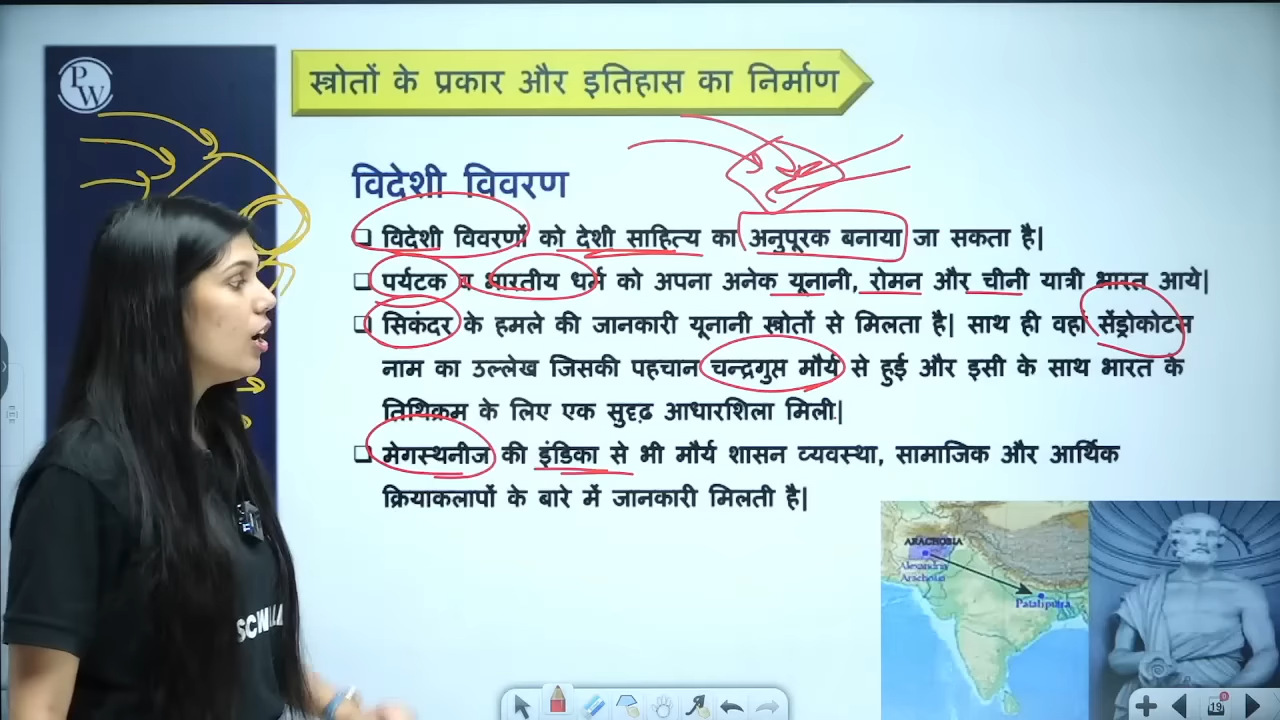 PW
स्त्रोतों के प्रकार और इतिहास का निर्माण
विदेशी विवरण
विदेशी विवरणों को देशी साहित्य का अनुपूरक बनाया जा सकता है|
पर्यटक व भारतीय धर्म को अपना अनेक यूनानी, रोमन और चीनी यात्री भारत आये|
सिकंदर के हमले की जानकारी यूनानी स्त्रोतों से मिलता है| साथ ही वहां सेंड्रोकोटस
नाम का उल्लेख जिसकी पहचान चन्द्रगुप्त मौर्य से हुई और इसी के साथ भारत के
तिथिक्रम के लिए एक सुदृढ़ आधारशिला मिली|
मेगस्थनीज की इंडिका से भी मौर्य शासन व्यवस्था, सामाजिक और आर्थिक
क्रियाकलापों के बारे में जानकारी मिलती है|
ARACHOSIA
Alexandria
Arachosia
Pataliputra
19